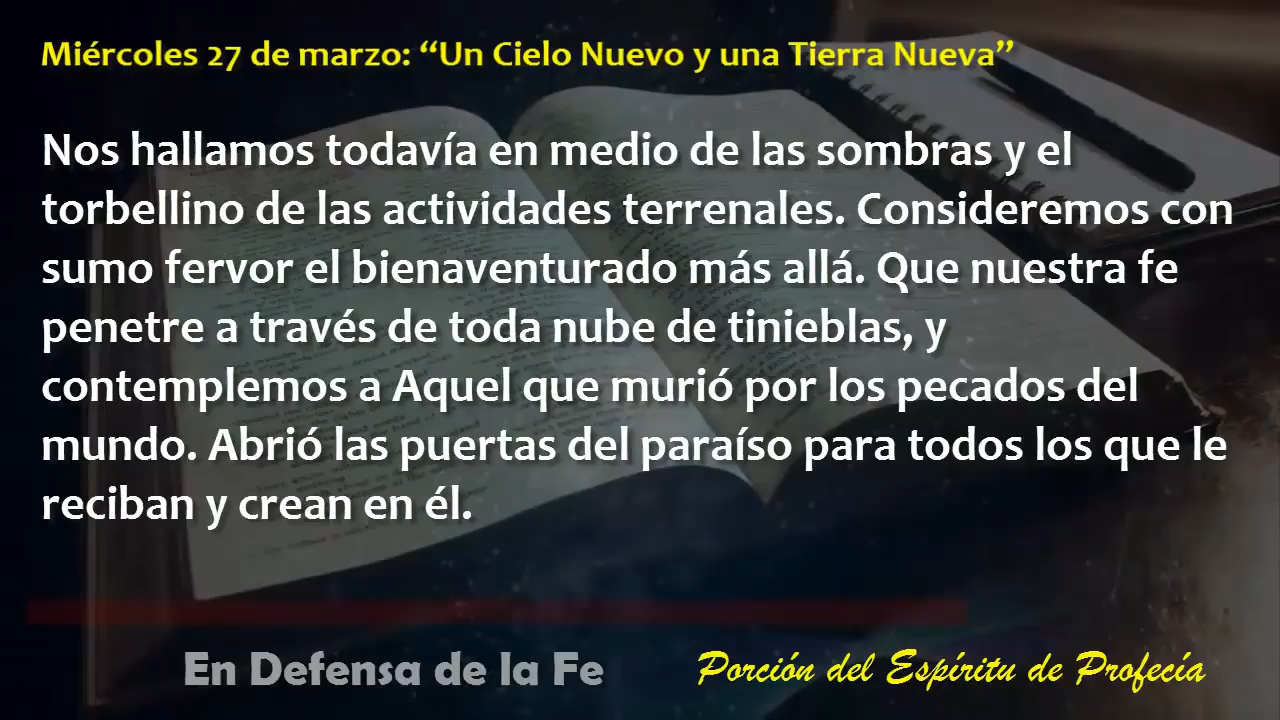 Miércoles 27 de marzo: “Un Cielo Nuevo y una Tierra Nueva”
Nos hallamos todavía en medio de las sombras y el
torbellino de las actividades terrenales. Consideremos con
sumo fervor el bienaventurado más allá. Que nuestra fe
penetre a través de toda nube de tinieblas, y
contemplemos a Aquel que murió por los pecados del
mundo. Abrió las puertas del paraíso para todos los que le
reciban y crean en él.
En Defensa de la Fe
Porción del Espíritu de Profecía